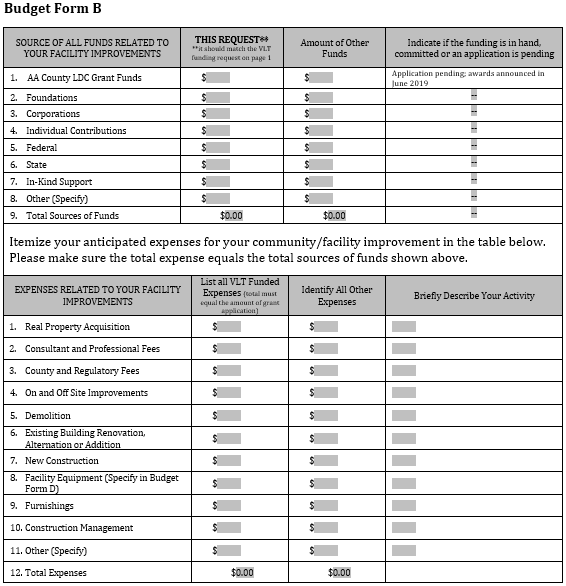 Budget Form B
SOURCE OF ALL FUNDS RELATED TO
YOUR FACILITY IMPROVEMENTS
THIS REQUEST**
**it should match the VLT
funding request on page 1
Amount of Other
Funds
Indicate if the funding is in hand,
committed or an application is pending
1. AA County LDC Grant Funds $ $ Application pending; awards announced in
June 2019
2. Foundations $ $ --
3. Corporations $ $ --
4. Individual Contributions $ $ --
5. Federal $ $ --
6. State $ $ --
7. In-Kind Support $ $ --
8. Other (Specify) $ $ --
9. Total Sources of Funds $0.00 $0.00 --
Itemize your anticipated expenses for your community/facility improvement in the table below.
Please make sure the total expense equals the total sources of funds shown above.
EXPENSES RELATED TO YOUR FACILITY
IMPROVEMENTS
List all VLT Funded
Expenses (total must
equal the amount of grant
application)
Identify All Other
Expenses
Briefly Describe Your Activity
1. Real Property Acquisition $ $
2. Consultant and Professional Fees $ $
3. County and Regulatory Fees $ $
4. On and Off Site Improvements $ $
5. Demolition $ $
6. Existing Building Renovation,
Alternation or Addition $ $
7. New Construction $ $
8. Facility Equipment (Specify in Budget
Form D) $ $
9. Furnishings $ $
10. Construction Management $ $
11. Other (Specify) $ $
12. Total Expenses $0.00 $0.00